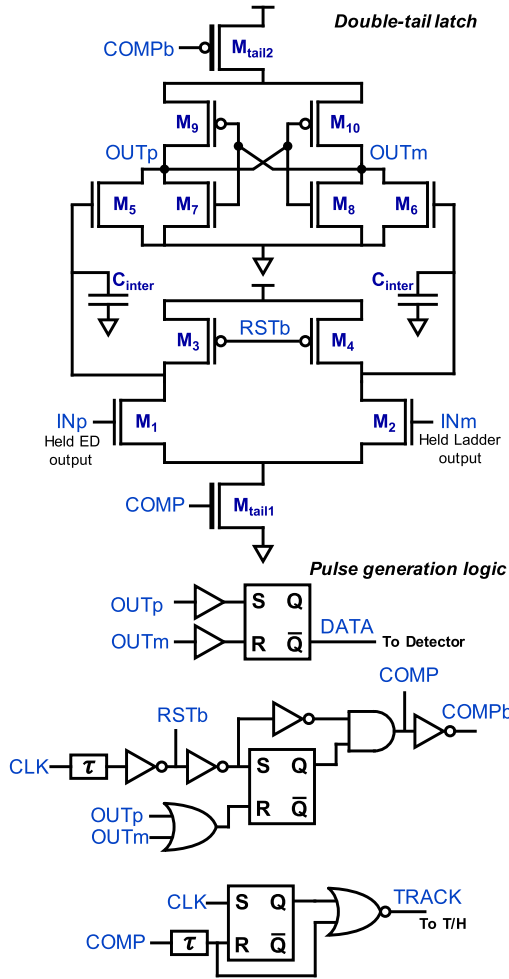 Double-tail latch
COMPb
Mtail2
M9
M10
OUTp
OUTm
M5
M7
M8
M6
Cinter
Cinter
RSTb
M3
M4
INp
M1
M2
INm
Held ED
output
Held Ladder
output
COMP
Mtail1
Pulse generation logic
OUTp
S Q
DATA
OUTm
R Q̅
To Detector
COMP
RSTb
COMPb
CLK
τ
S Q
OUTp
R Q̅
OUTm
CLK
S Q
TRACK
To T/H
COMP
τ
R Q̅